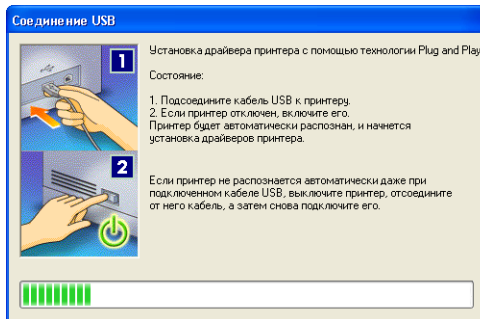 Соединение USB
1
Установка драйвера принтера с помощью технологии Plug and Play
Состояние:
1. Подсоедините кабель USB к принтеру.
2. Если принтер отключен, включите его.
Принтер будет автоматически распознан, и начнется
установка драйверов принтера.
2
Если принтер не распознается автоматически даже при
подключенном кабеле USB, выключите принтер, отсоедините
от него кабель, а затем снова подключите его.